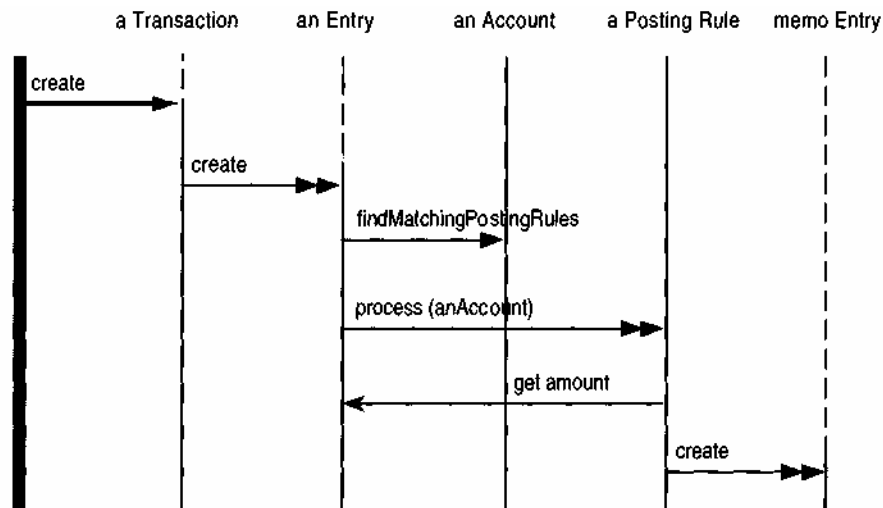 a Transaction an Entry an Account a Posting Rule memo Entry
create
create
findMatchingPostingRules
process (anAccount)
get amount
create